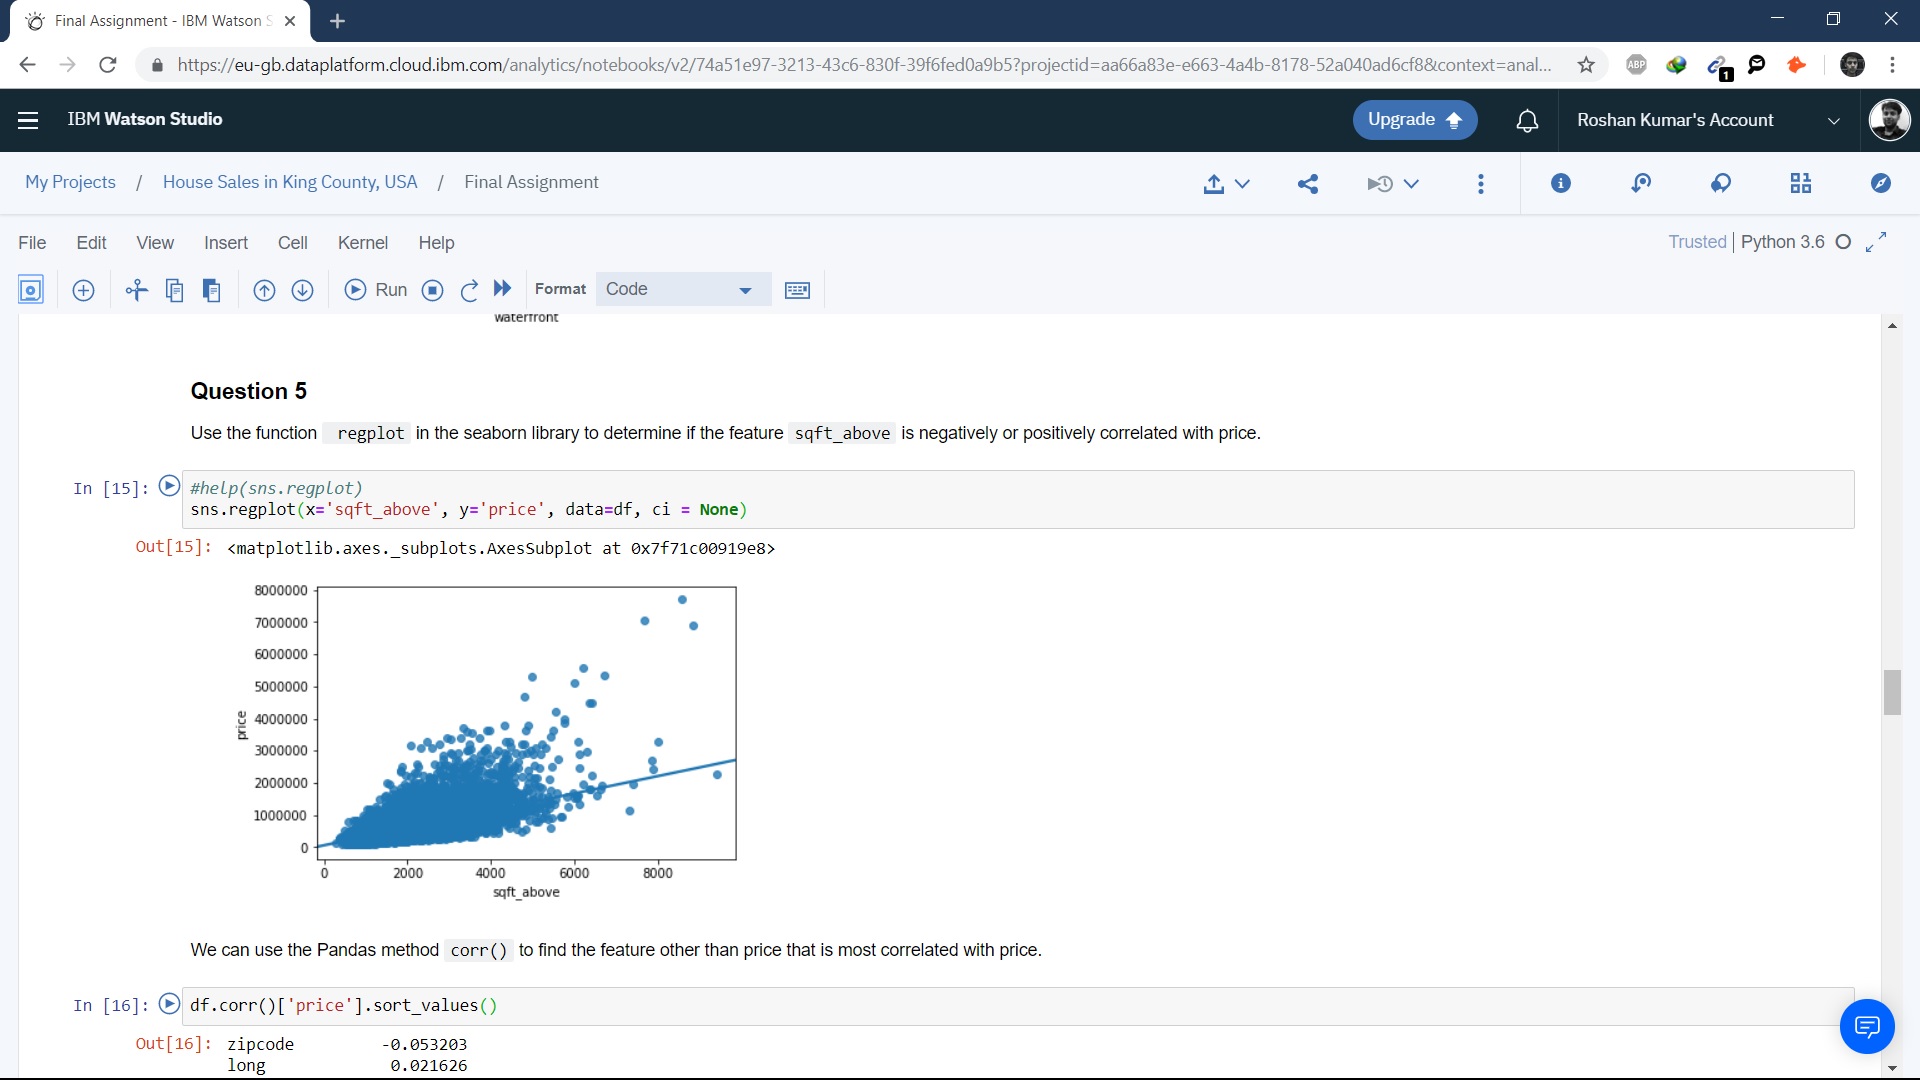 Final Assignment - IBM Watson S
https://eu-gb.dataplatform.cloud.ibm.com/analytics/notebooks/v2/74a51e97-3213-43c6-830f-39f6fed0a9b5?projectid=aa66a83e-e663-4a4b-8178-52a040ad6cf8&context=anal...
ABP
1
IBM Watson Studio
Upgrade
Roshan Kumar's Account
My Projects / House Sales in King County, USA / Final Assignment
File Edit View Insert Cell Kernel Help
Trusted | Python 3.6
Run
Format
Code
waterfront
Question 5
Use the function regplot in the seaborn library to determine if the feature sqft_above is negatively or positively correlated with price.
In [15]:
#help(sns.regplot)
sns.regplot(x='sqft_above', y='price', data=df, ci = None)
Out[15]: <matplotlib.axes._subplots.AxesSubplot at 0x7f71c00919e8>
8000000
7000000
6000000
5000000
4000000
3000000
2000000
1000000
0
price
0 2000 4000 6000 8000
sqft_above
We can use the Pandas method corr() to find the feature other than price that is most correlated with price.
In [16]: df.corr()['price'].sort_values()
Out[16]: zipcode -0.053203
long 0.021626